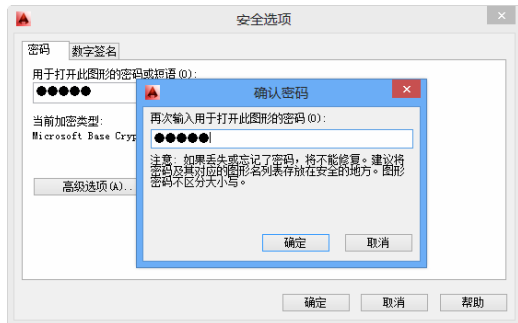 安全选项
密码 数字签名
用于打开此图形的密码或短语(O):
当前加密类型:
Microsoft Base Cryp
高级选项(A)..
确认密码
再次输入用于打开此图形的密码(O):
注意: 如果丢失或忘记了密码，将不能修复。建议将
密码及其对应的图形名列表存放在安全的地方。图形
密码不区分大小写。
确定 取消
确定 取消 帮助